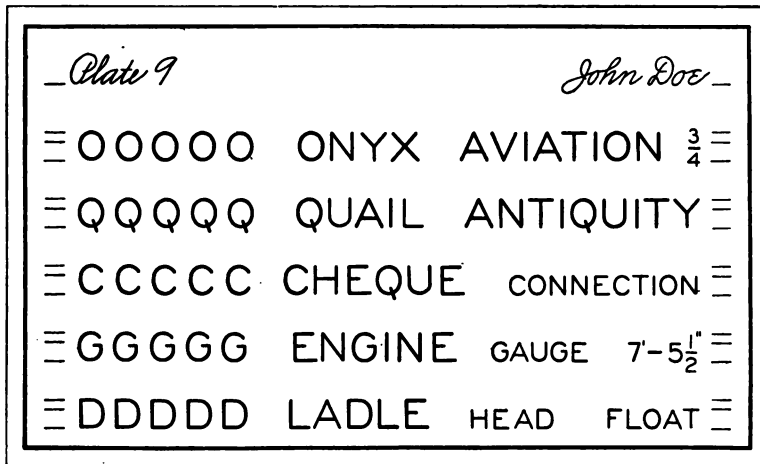 Plate 9 John Doe
OOOOO ONYX AVIATION 3/4
QQQQQ QUAIL ANTIQUITY
CCCCC CHEQUE CONNECTION
GGGGG ENGINE GAUGE 7'-5 1/2"
DDDDD LADLE HEAD FLOAT